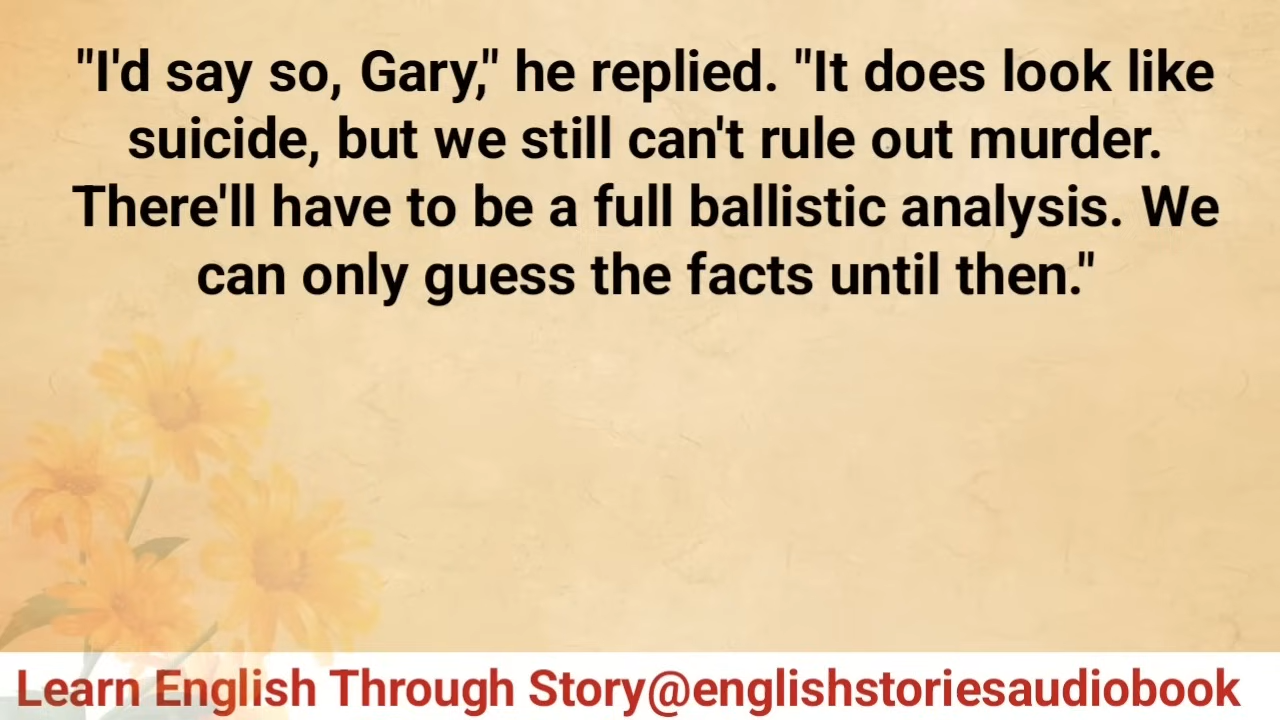 "I'd say so, Gary," he replied. "It does look like
suicide, but we still can't rule out murder.
There'll have to be a full ballistic analysis. We
can only guess the facts until then."
Learn English Through Story@englishstoriesaudiobook